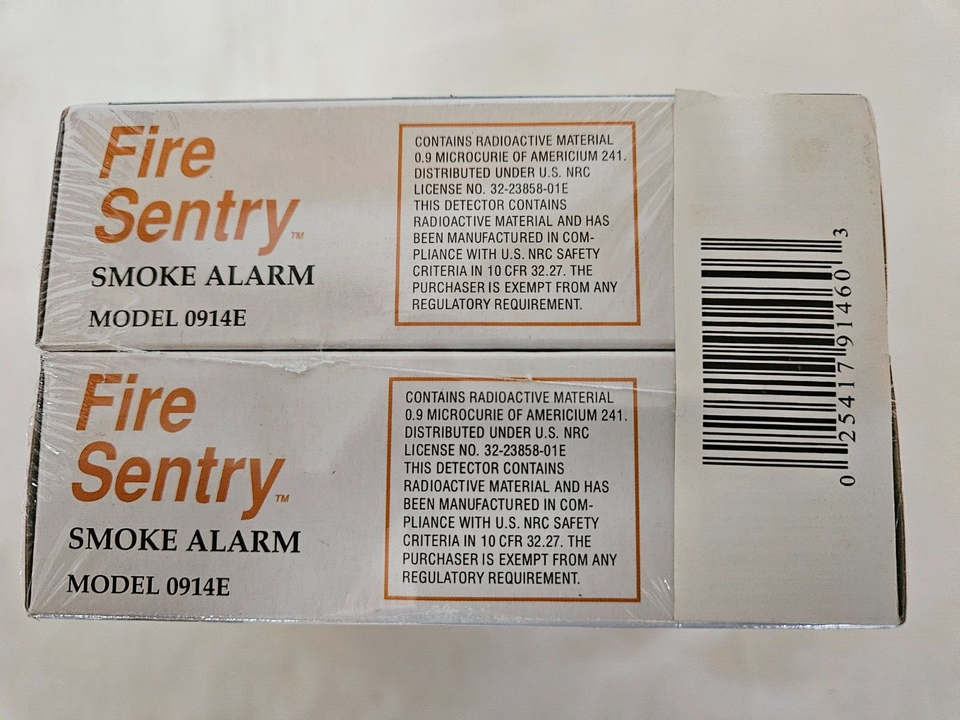 Fire
Sentry™
SMOKE ALARM
MODEL 0914E
CONTAINS RADIOACTIVE MATERIAL
0.9 MICROCURIE OF AMERICIUM 241.
DISTRIBUTED UNDER U.S. NRC
LICENSE NO. 32-23858-01E
THIS DETECTOR CONTAINS
RADIOACTIVE MATERIAL AND HAS
BEEN MANUFACTURED IN COM-
PLIANCE WITH U.S. NRC SAFETY
CRITERIA IN 10 CFR 32.27. THE
PURCHASER IS EXEMPT FROM ANY
REGULATORY REQUIREMENT.
Fire
Sentry™
SMOKE ALARM
MODEL 0914E
CONTAINS RADIOACTIVE MATERIAL
0.9 MICROCURIE OF AMERICIUM 241.
DISTRIBUTED UNDER U.S. NRC
LICENSE NO. 32-23858-01E
THIS DETECTOR CONTAINS
RADIOACTIVE MATERIAL AND HAS
BEEN MANUFACTURED IN COM-
PLIANCE WITH U.S. NRC SAFETY
CRITERIA IN 10 CFR 32.27. THE
PURCHASER IS EXEMPT FROM ANY
REGULATORY REQUIREMENT.
0 25417 91460 3